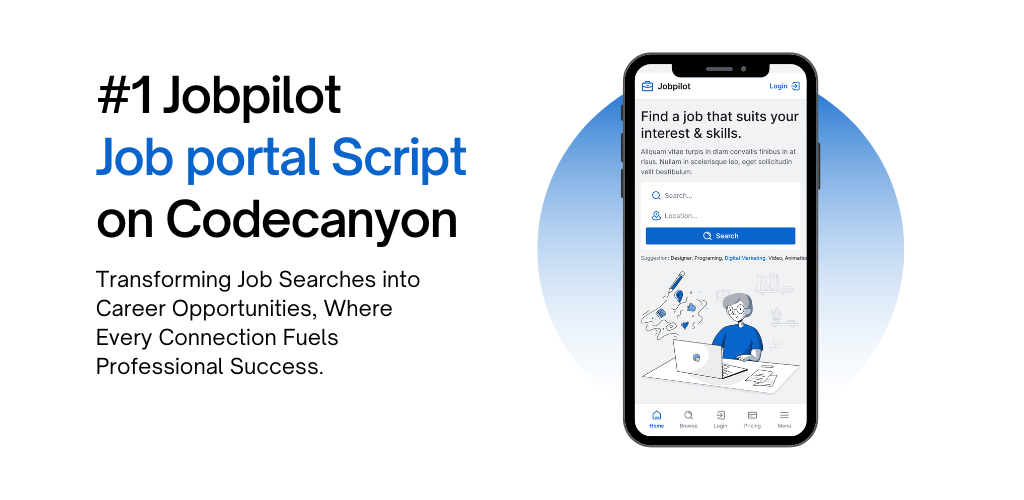 #1 Jobpilot
Job portal Script
on Codecanyon
Transforming Job Searches into
Career Opportunities, Where
Every Connection Fuels
Professional Success.
Jobpilot
Login
Find a job that suits your
interest & skills.
Aliquam vitae turpis in diam convallis finibus in at
risus. Nullam in scelerisque leo, eget sollicitudin
velit bestibulum.
Search...
Location...
Search
Suggestion: Designer, Programing, Digital Marketing, Video, Animation
Home
Browse
Login
Pricing
Menu